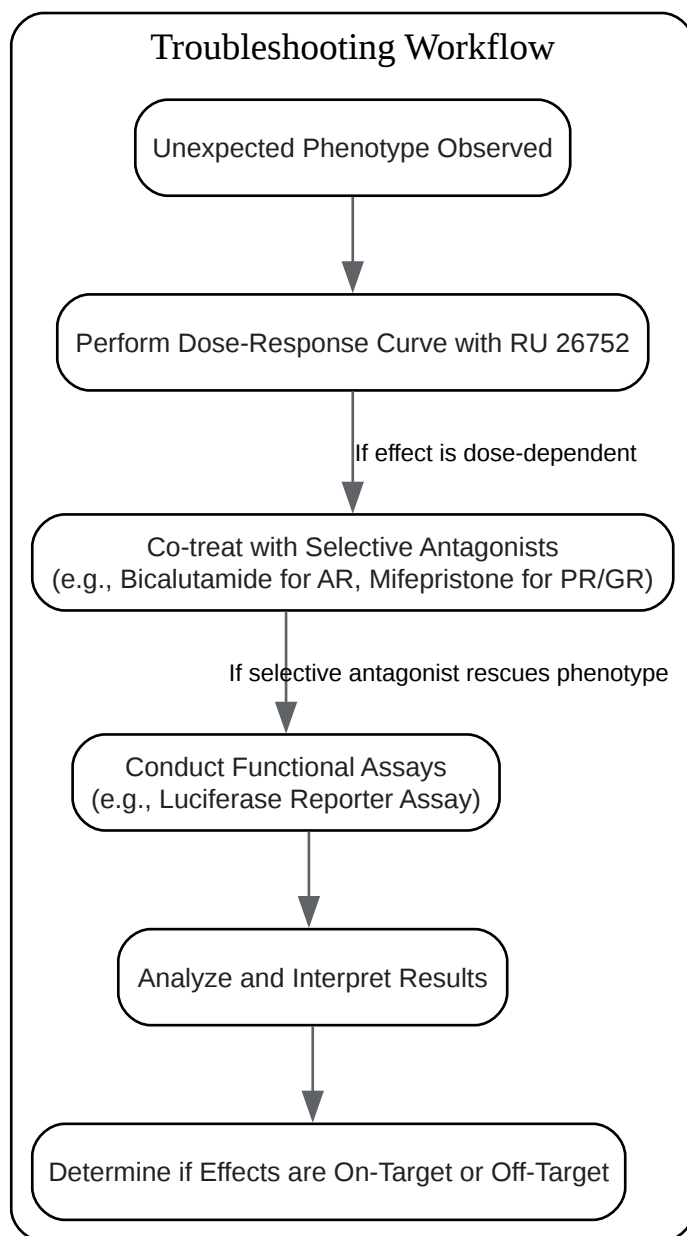 Troubleshooting Workflow
Unexpected Phenotype Observed
Perform Dose-Response Curve with RU 26752
If effect is dose-dependent
Co-treat with Selective Antagonists
(e.g., Bicalutamide for AR, Mifepristone for PR/GR)
If selective antagonist rescues phenotype
Conduct Functional Assays
(e.g., Luciferase Reporter Assay)
Analyze and Interpret Results
Determine if Effects are On-Target or Off-Target